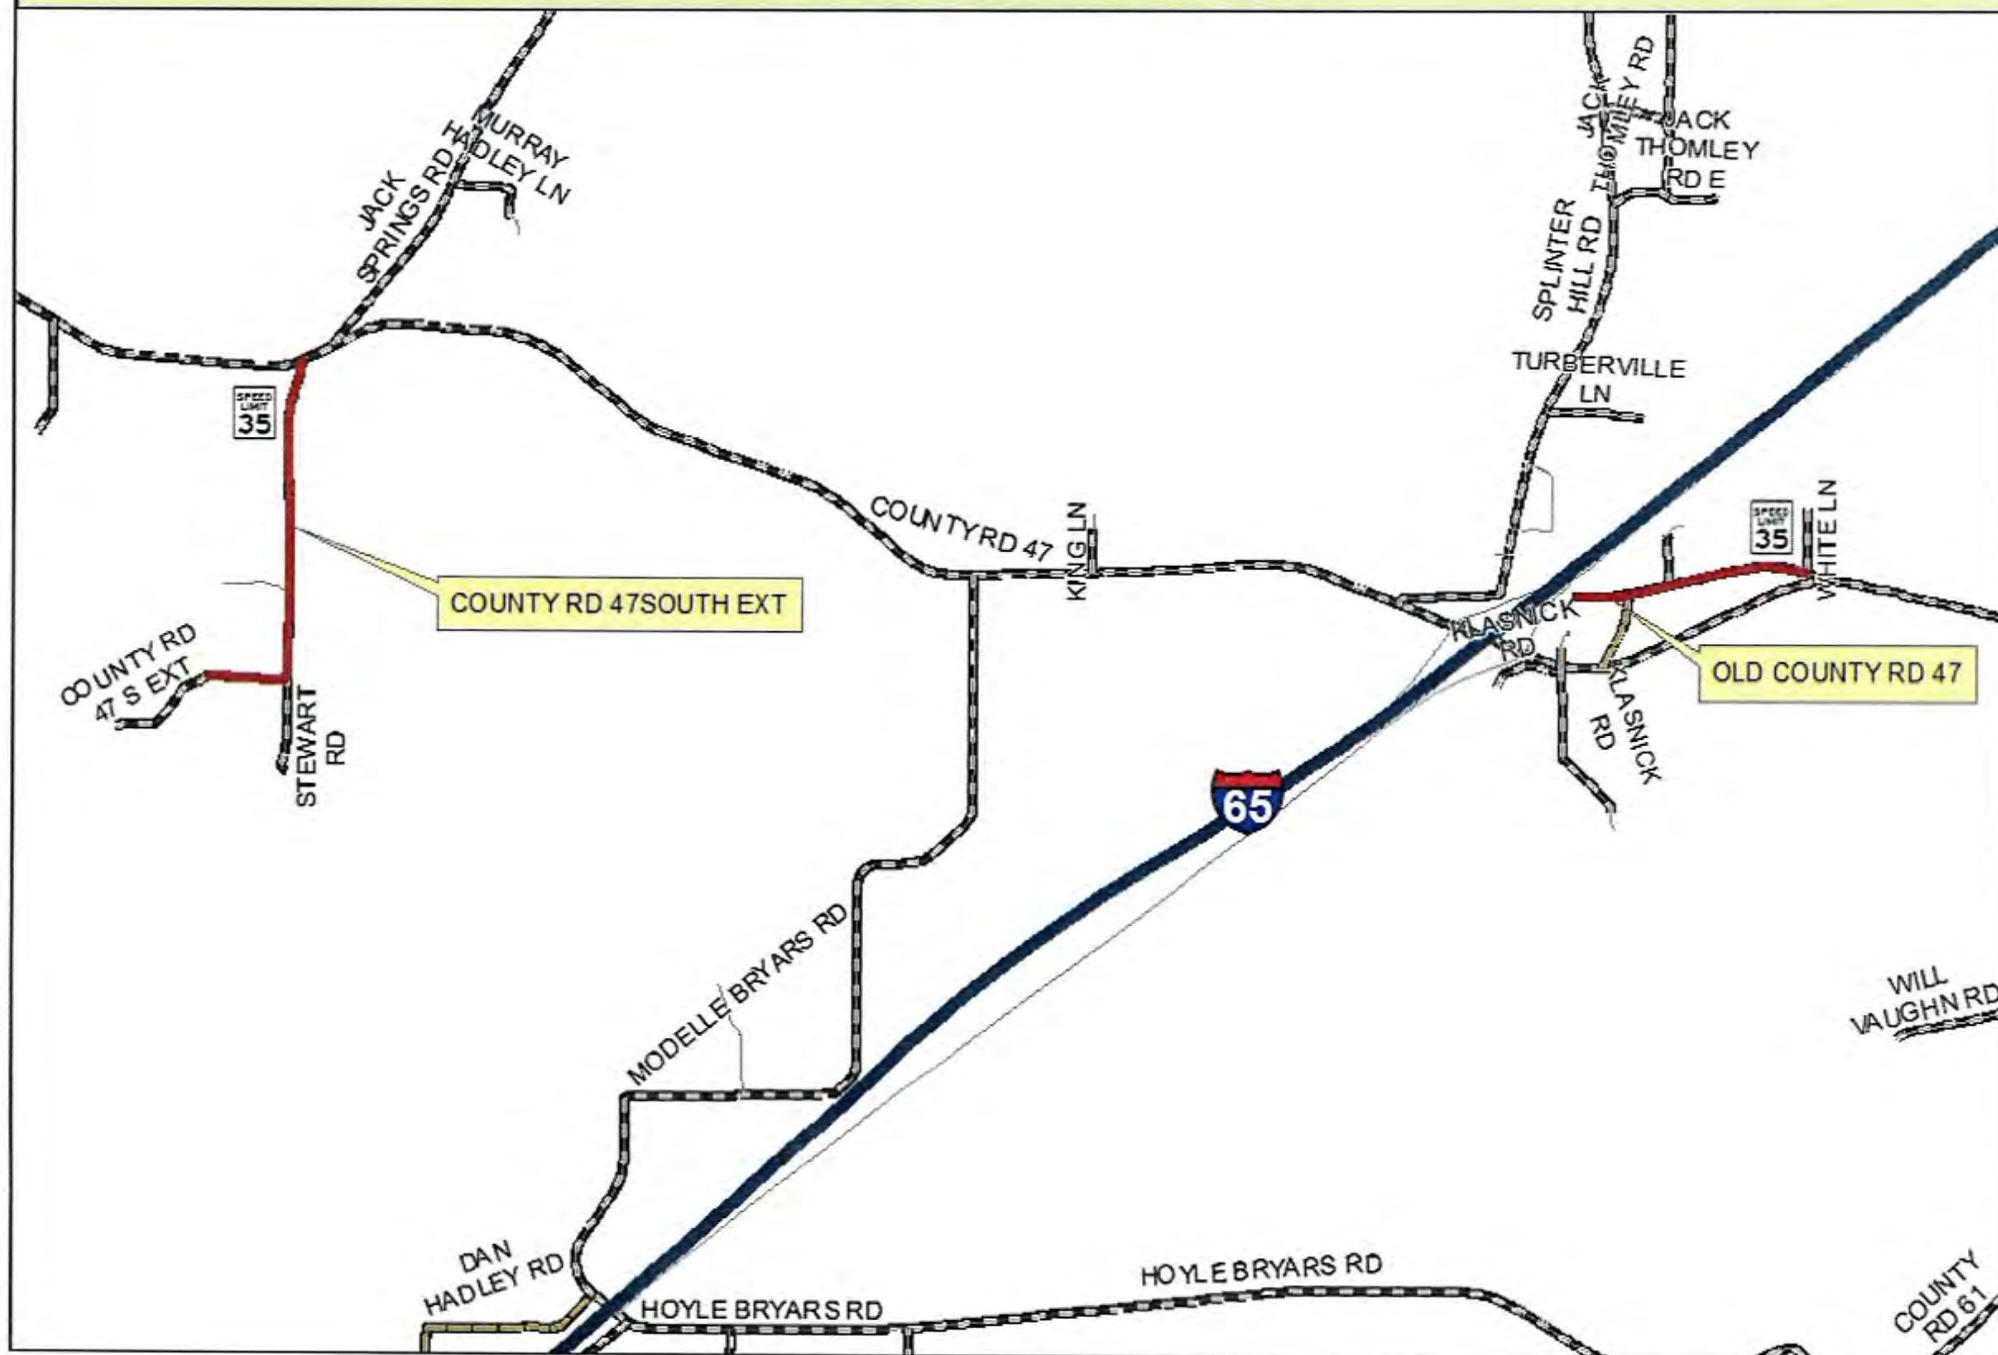 JACK
SPRINGS RD
MURRAY
HADLEY LN
JACK
THOMLEY RD
JACK
THOMLEY
RD E
SPLINTER
HILL RD
TURBERVILLE
LN
SPEED
LIMIT
35
COUNTY RD 47
KING LN
SPEED
LIMIT
35
WHITE LN
COUNTY RD 47SOUTH EXT
KLASNICK
RD
COUNTY RD
47 S EXT
OLD COUNTY RD 47
STEWART
RD
KLASNICK
RD
65
MODELLE BRYARS RD
WILL
VAUGHN RD
DAN
HADLEY RD
HOYLE BRYARS RD
HOYLE BRYARS RD
COUNTY
RD 61